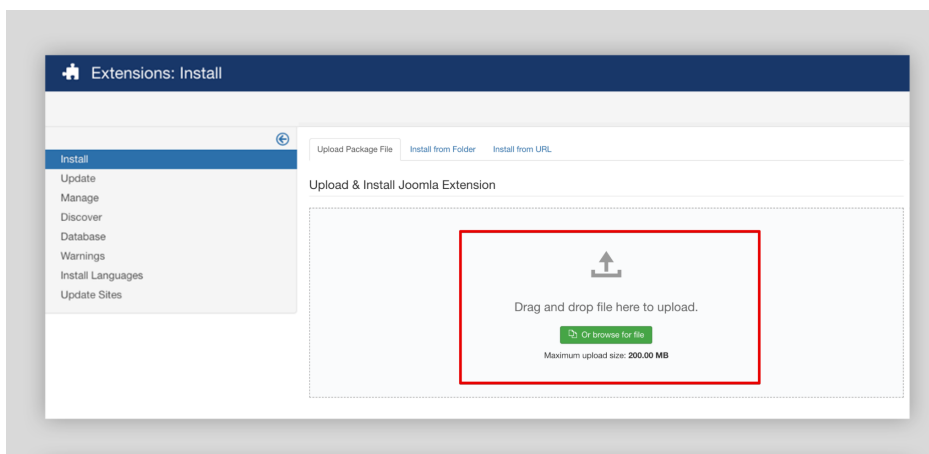 Extensions: Install
Install
Update
Manage
Discover
Database
Warnings
Install Languages
Update Sites
Upload Package File Install from Folder Install from URL
Upload & Install Joomla Extension
Drag and drop file here to upload.
Or browse for file
Maximum upload size: 200.00 MB